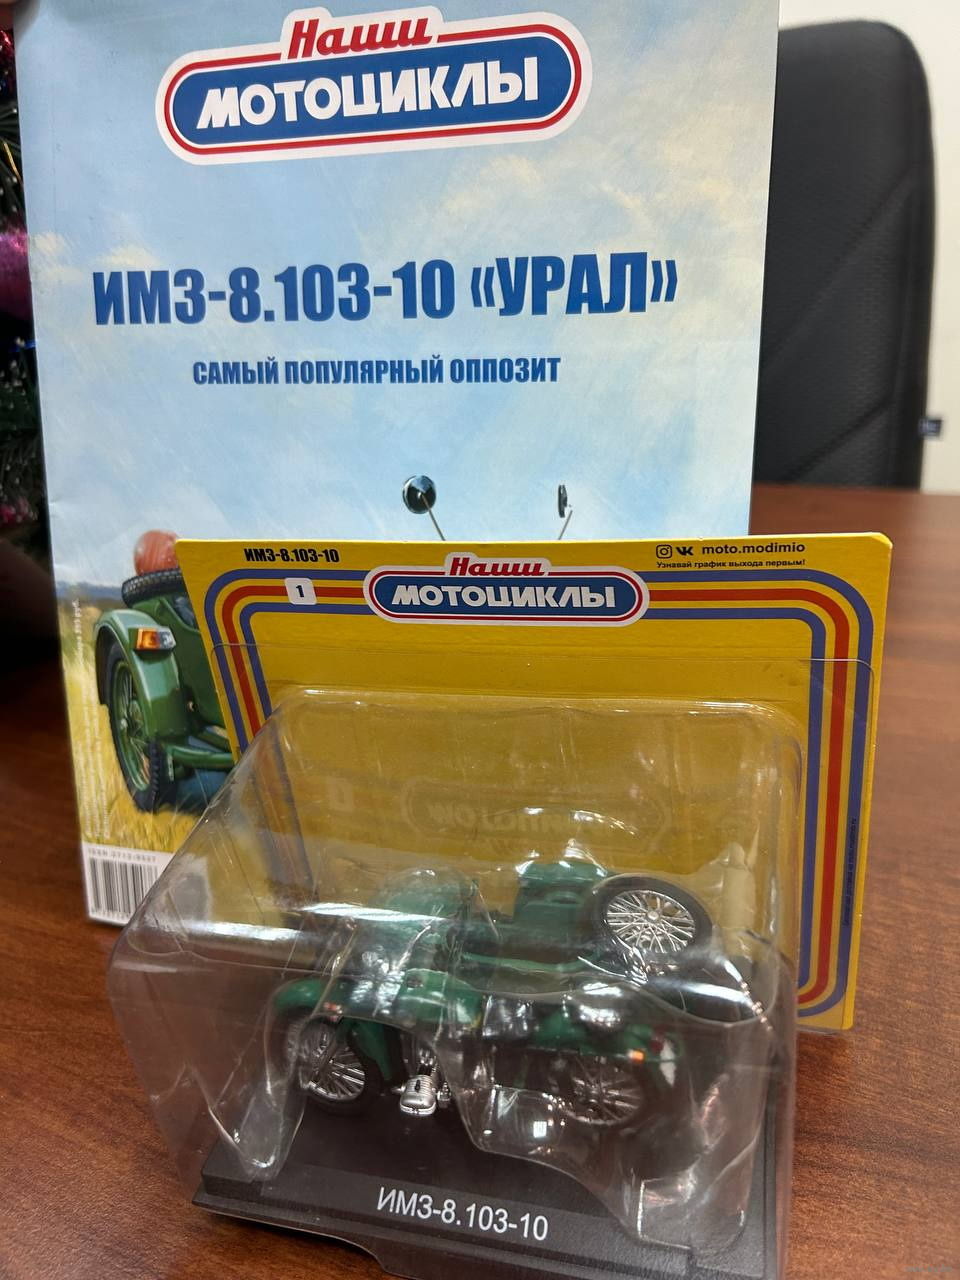 Наши
МОТОЦИКЛЫ
ИМЗ-8.103-10 «УРАЛ»
САМЫЙ ПОПУЛЯРНЫЙ ОППОЗИТ
ИМЗ-8.103-10
moto.modimio
Узнавай график выхода первым!
1
Наши
МОТОЦИКЛЫ
ИМЗ-8.103-10